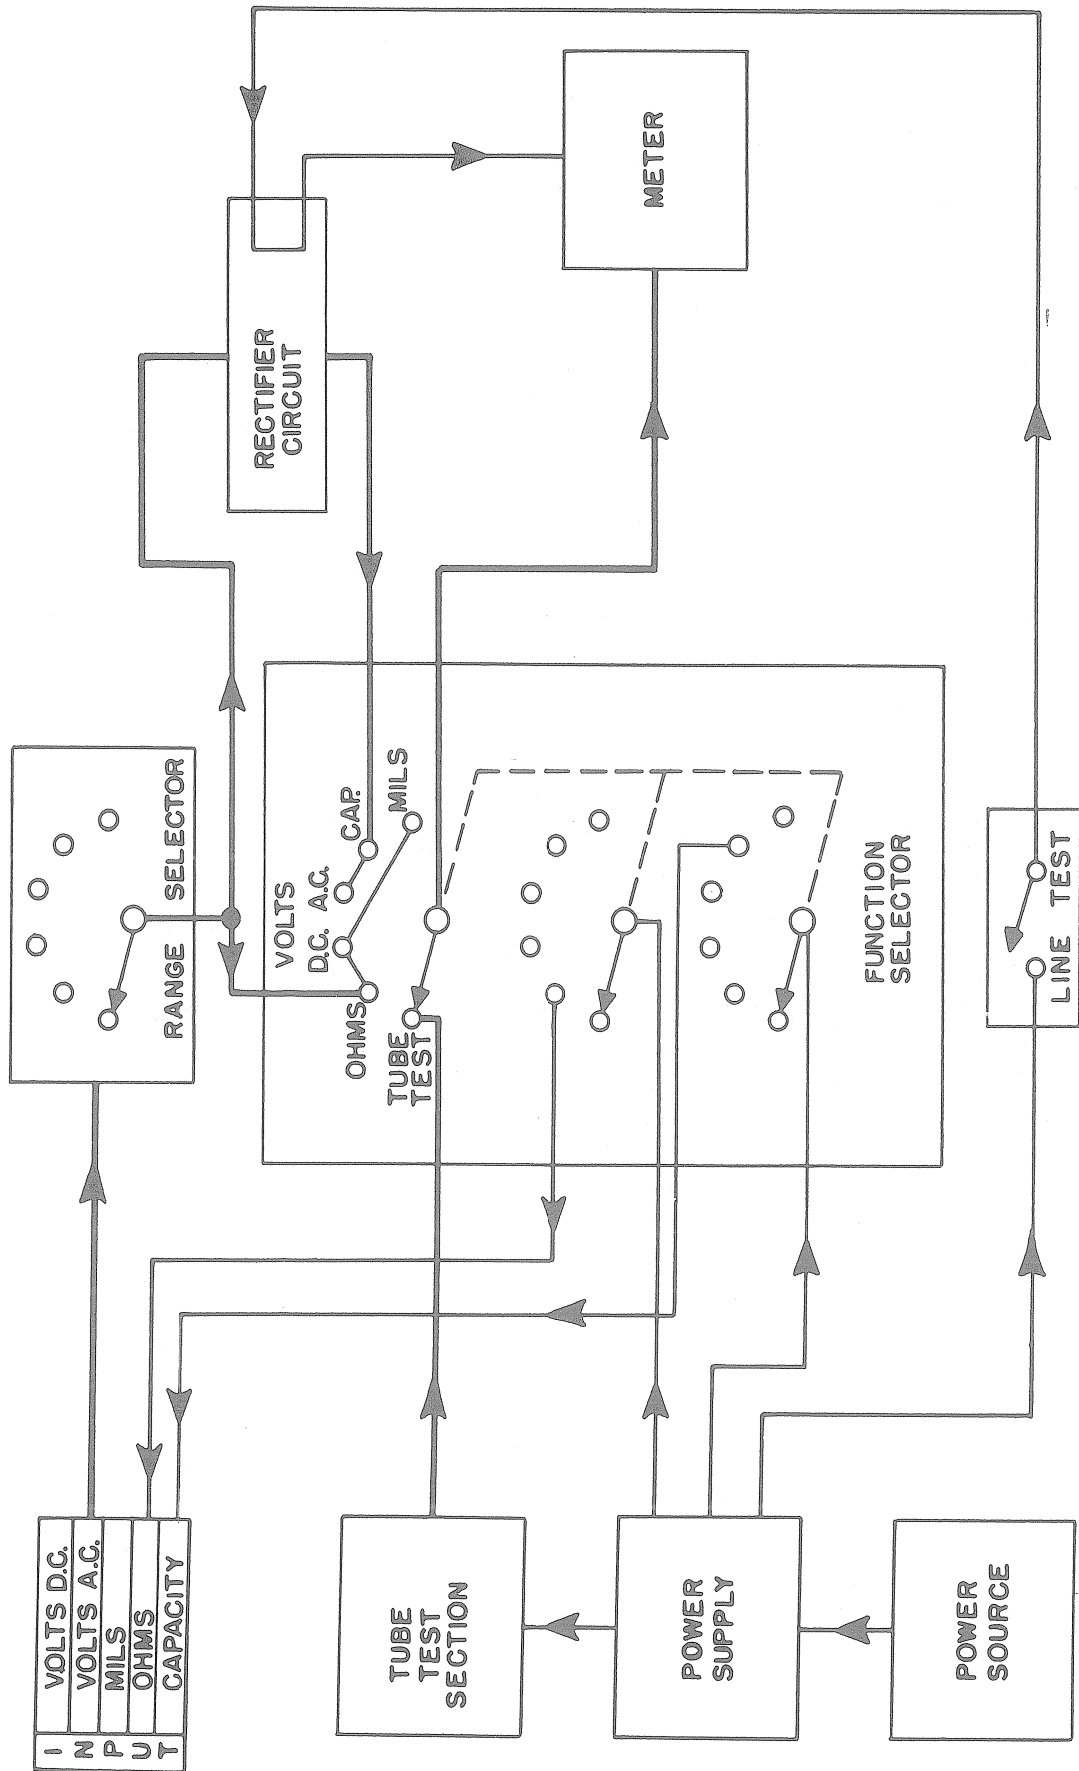 INPUT
VOLTS D.C.
VOLTS A.C.
MILS
OHMS
CAPACITY
RANGE SELECTOR
RECTIFIER
CIRCUIT
VOLTS
D.C. A.C.
CAP.
OHMS
MILS
TUBE
TEST
METER
TUBE
TEST
SECTION
FUNCTION
SELECTOR
POWER
SUPPLY
POWER
SOURCE
LINE TEST